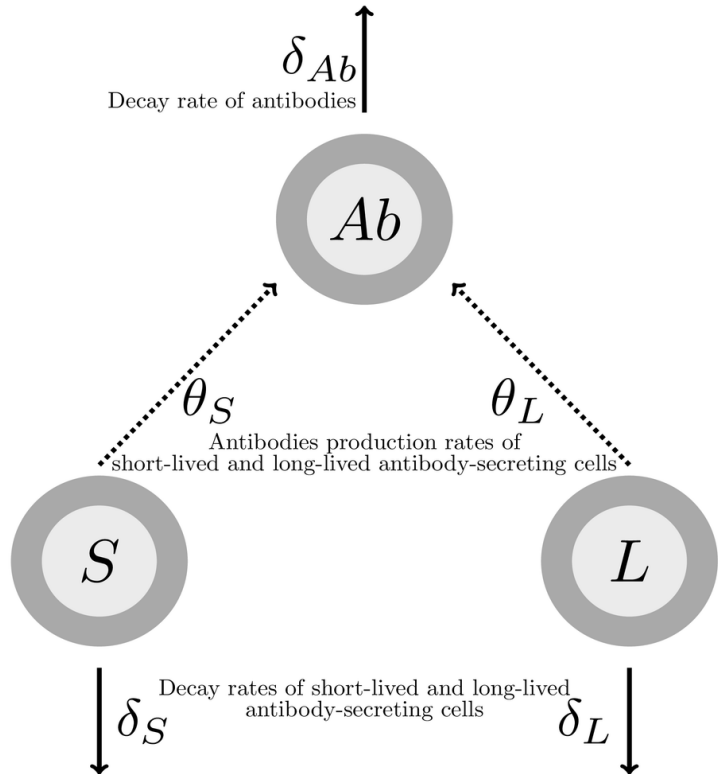 δ_Ab
Decay rate of antibodies
Ab
θ_S
θ_L
Antibodies production rates of
short-lived and long-lived antibody-secreting cells
S
L
Decay rates of short-lived and long-lived
antibody-secreting cells
δ_S
δ_L